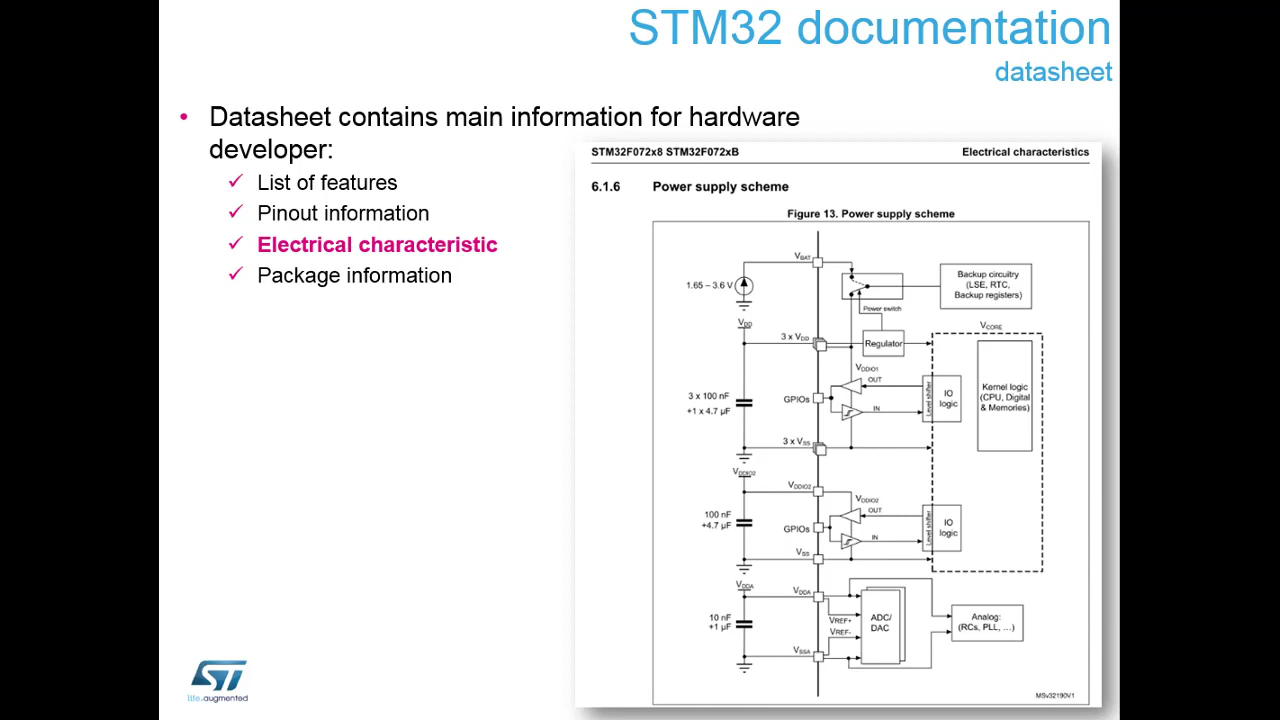 STM32 documentation
datasheet
• Datasheet contains main information for hardware
developer:
✓ List of features
✓ Pinout information
✓ Electrical characteristic
✓ Package information
STM32F072x8 STM32F072xB Electrical characteristics
6.1.6 Power supply scheme
Figure 13. Power supply scheme
VBAT
1.65 – 3.6 V
Backup circuitry
(LSE, RTC,
Backup registers)
Power switch
VDD
VCORE
3 x VDD
Regulator
VDDIO1
OUT
3 x 100 nF
+1 x 4.7 µF
GPIOs
IN
Level shifter
IO
logic
Kernel logic
(CPU, Digital
& Memories)
3 x VSS
VDDIO2
VDDIO2
VDDIO2
OUT
100 nF
+4.7 µF
GPIOs
IN
Level shifter
IO
logic
VSS
VDDA
VDDA
10 nF
+1 µF
VREF+
VREF-
ADC/
DAC
Analog:
(RCs, PLL, …)
VSSA
MSv32190V1
ST
life.augmented